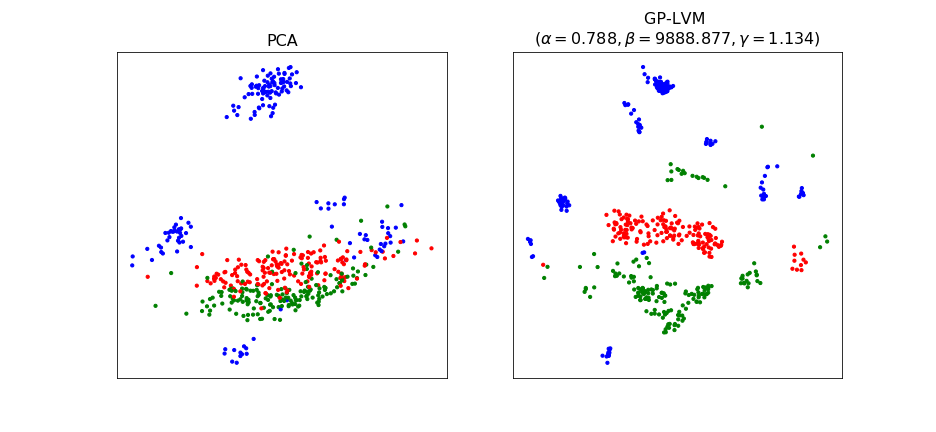 PCA
GP-LVM
(α = 0.788, β = 9888.877, γ = 1.134)